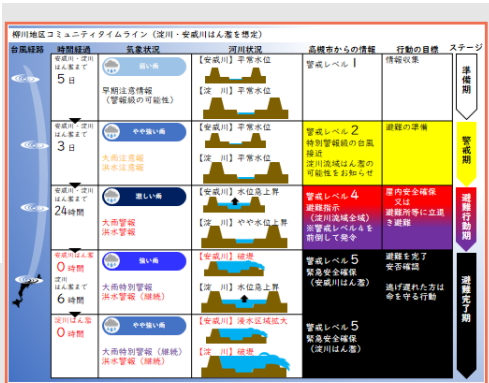 柳川地区コミュニティタイムライン（淀川・安威川はん濫を想定）
台風経路 時間経過 気象状況 河川状況 高槻市からの情報 行動の目標 ステージ
安威川・淀川
はん濫まで
5日
弱い雨
早期注意情報
（警報級の可能性）
【安威川】平常水位
【淀　川】平常水位
警戒レベル 1
情報収集
準備期
安威川・淀川
はん濫まで
3日
やや強い雨
大雨注意報
洪水注意報
【安威川】平常水位
【淀　川】平常水位
警戒レベル 2
特別警報級の台風
接近
淀川流域はん濫の
可能性をお知らせ
避難の準備
警戒期
安威川・淀川
はん濫まで
24時間
激しい雨
大雨警報
洪水警報
【安威川】水位急上昇
【淀　川】やや水位上昇
警戒レベル 4
避難指示
（淀川流域全域）
※警戒レベル４を
前倒しで発令
屋内安全確保
又は
避難所等に立退
き避難
避難行動期
安威川はん濫
0時間
淀川
はん濫まで
6時間
強い雨
大雨特別警報
洪水警報（継続）
【安威川】破堤
【淀　川】水位急上昇
警戒レベル 5
緊急安全確保
（安威川はん濫）
避難を完了
安否確認
逃げ遅れた方は
命を守る行動
避難完了期
淀川はん濫
0時間
やや強い雨
大雨特別警報（継続）
洪水警報（継続）
【安威川】浸水区域拡大
【淀　川】破堤
警戒レベル 5
緊急安全確保
（淀川はん濫）